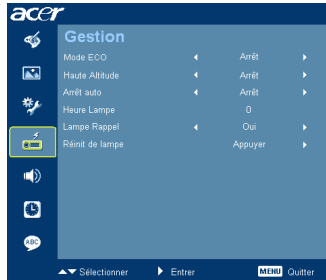 acer
Gestion
Mode ECO Arrêt
Haute Altitude Arrêt
Arrêt auto Arrêt
Heure Lampe 0
Lampe Rappel Oui
Réinit de lampe Appuyer
ABC
Sélectionner Entrer MENU Quitter